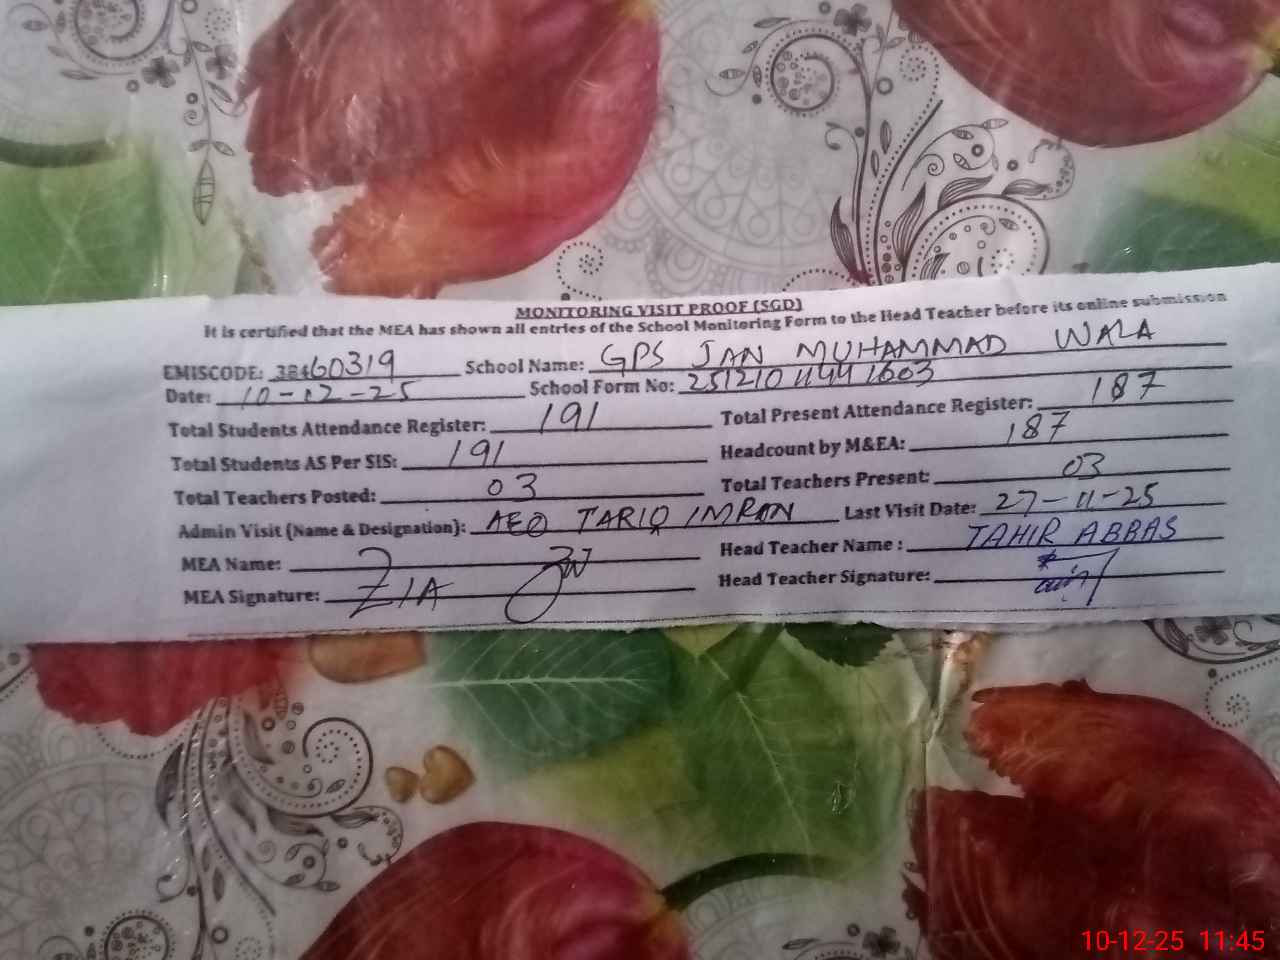 MONITORING VISIT PROOF (SGD)
It is certified that the MEA has shown all entries of the School Monitoring Form to the Head Teacher before its online submission
EMISCODE: 38460319 School Name: GPS JAN MUHAMMAD WALA
Date: 10-12-25 School Form No:
Total Students Attendance Register: 191 Total Present Attendance Register: 187
Total Students AS Per SIS: 191 Headcount by M&EA: 187
Total Teachers Posted: 03 Total Teachers Present: 03
Admin Visit (Name & Designation): AEO TARIQ IMRAN Last Visit Date: 27-11-25
MEA Name: Head Teacher Name : TAHIR ABBAS
MEA Signature: ZIA Head Teacher Signature:
10-12-25 11:45